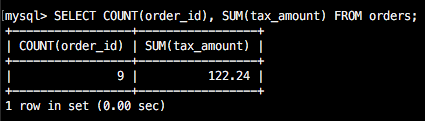 mysql> SELECT COUNT(order_id), SUM(tax_amount) FROM orders;
+-----------------+-----------------+
| COUNT(order_id) | SUM(tax_amount) |
+-----------------+-----------------+
|               9 |          122.24 |
+-----------------+-----------------+
1 row in set (0.00 sec)